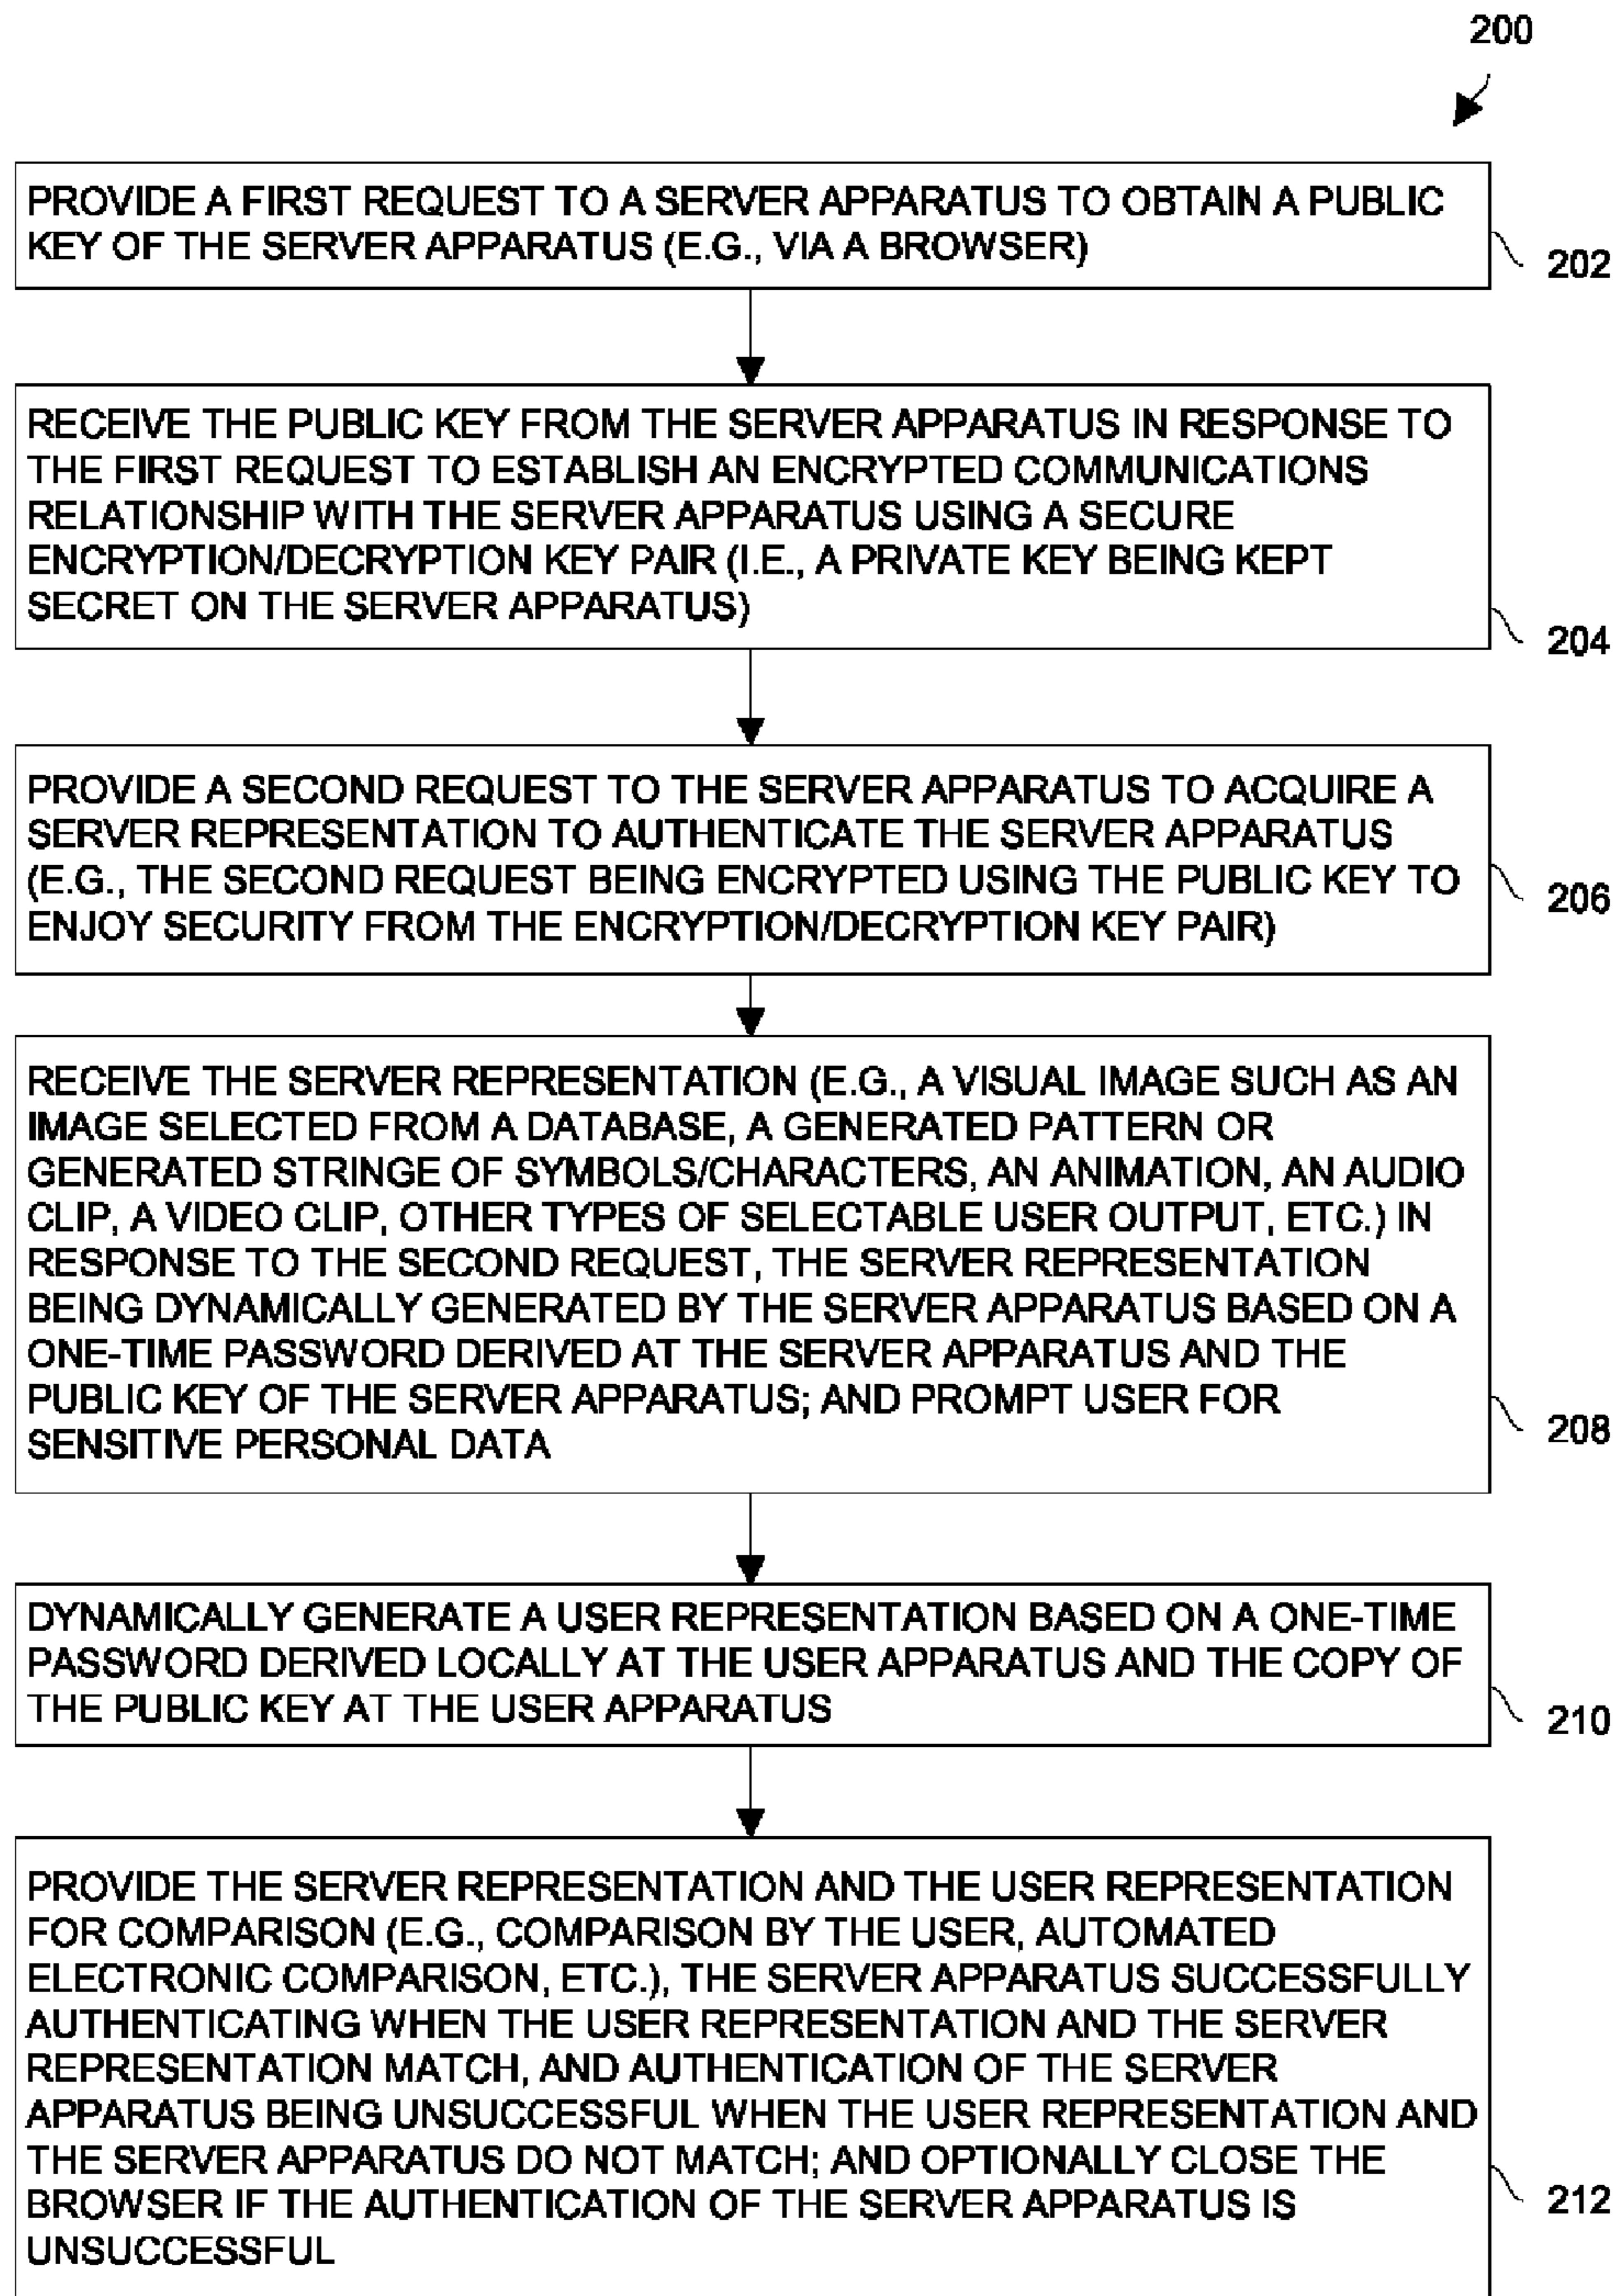 200
PROVIDE A FIRST REQUEST TO A SERVER APPARATUS TO OBTAIN A PUBLIC
KEY OF THE SERVER APPARATUS (E.G., VIA A BROWSER)
202
RECEIVE THE PUBLIC KEY FROM THE SERVER APPARATUS IN RESPONSE TO
THE FIRST REQUEST TO ESTABLISH AN ENCRYPTED COMMUNICATIONS
RELATIONSHIP WITH THE SERVER APPARATUS USING A SECURE
ENCRYPTION/DECRYPTION KEY PAIR (I.E., A PRIVATE KEY BEING KEPT
SECRET ON THE SERVER APPARATUS)
204
PROVIDE A SECOND REQUEST TO THE SERVER APPARATUS TO ACQUIRE A
SERVER REPRESENTATION TO AUTHENTICATE THE SERVER APPARATUS
(E.G., THE SECOND REQUEST BEING ENCRYPTED USING THE PUBLIC KEY TO
ENJOY SECURITY FROM THE ENCRYPTION/DECRYPTION KEY PAIR)
206
RECEIVE THE SERVER REPRESENTATION (E.G., A VISUAL IMAGE SUCH AS AN
IMAGE SELECTED FROM A DATABASE, A GENERATED PATTERN OR
GENERATED STRINGE OF SYMBOLS/CHARACTERS, AN ANIMATION, AN AUDIO
CLIP, A VIDEO CLIP, OTHER TYPES OF SELECTABLE USER OUTPUT, ETC.) IN
RESPONSE TO THE SECOND REQUEST, THE SERVER REPRESENTATION
BEING DYNAMICALLY GENERATED BY THE SERVER APPARATUS BASED ON A
ONE-TIME PASSWORD DERIVED AT THE SERVER APPARATUS AND THE
PUBLIC KEY OF THE SERVER APPARATUS; AND PROMPT USER FOR
SENSITIVE PERSONAL DATA
208
DYNAMICALLY GENERATE A USER REPRESENTATION BASED ON A ONE-TIME
PASSWORD DERIVED LOCALLY AT THE USER APPARATUS AND THE COPY OF
THE PUBLIC KEY AT THE USER APPARATUS
210
PROVIDE THE SERVER REPRESENTATION AND THE USER REPRESENTATION
FOR COMPARISON (E.G., COMPARISON BY THE USER, AUTOMATED
ELECTRONIC COMPARISON, ETC.), THE SERVER APPARATUS SUCCESSFULLY
AUTHENTICATING WHEN THE USER REPRESENTATION AND THE SERVER
REPRESENTATION MATCH, AND AUTHENTICATION OF THE SERVER
APPARATUS BEING UNSUCCESSFUL WHEN THE USER REPRESENTATION AND
THE SERVER APPARATUS DO NOT MATCH; AND OPTIONALLY CLOSE THE
BROWSER IF THE AUTHENTICATION OF THE SERVER APPARATUS IS
UNSUCCESSFUL
212